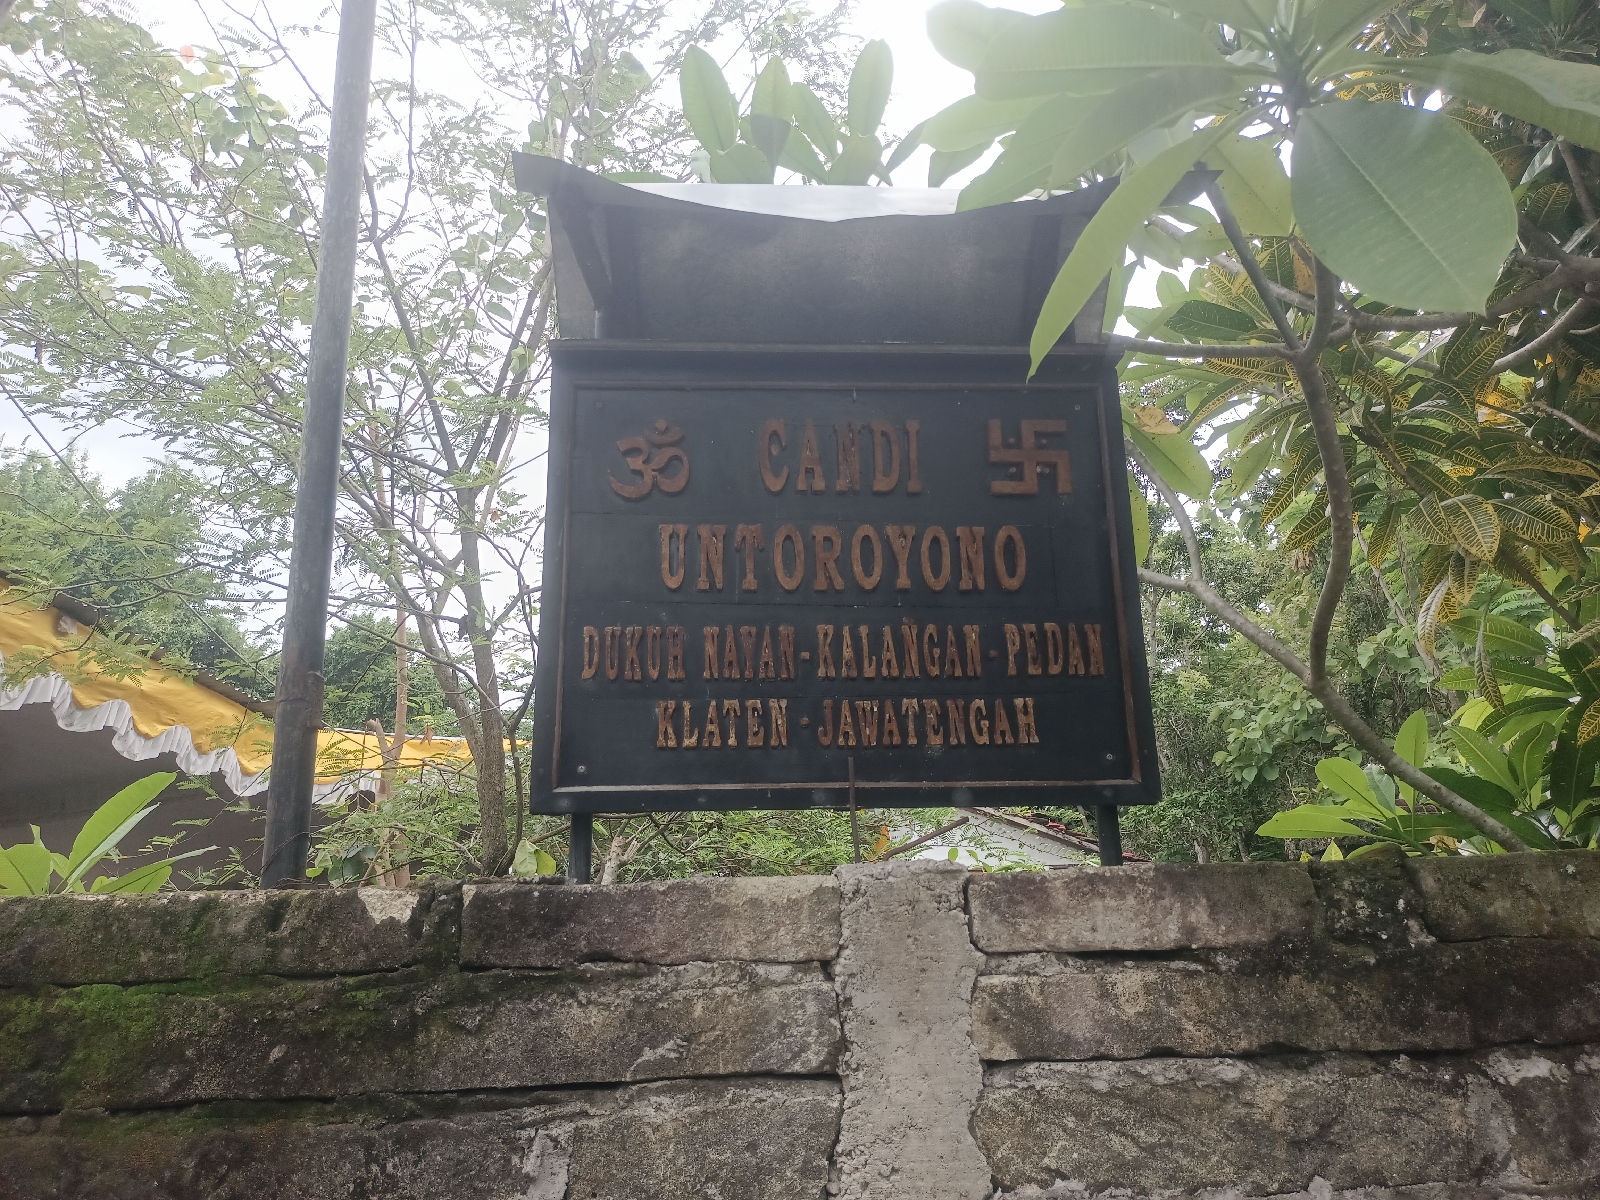 ॐ CANDI 卐
UNTOROYONO
DUKUH NAYAN-KALANGAN-PEDAN
KLATEN - JAWATENGAH